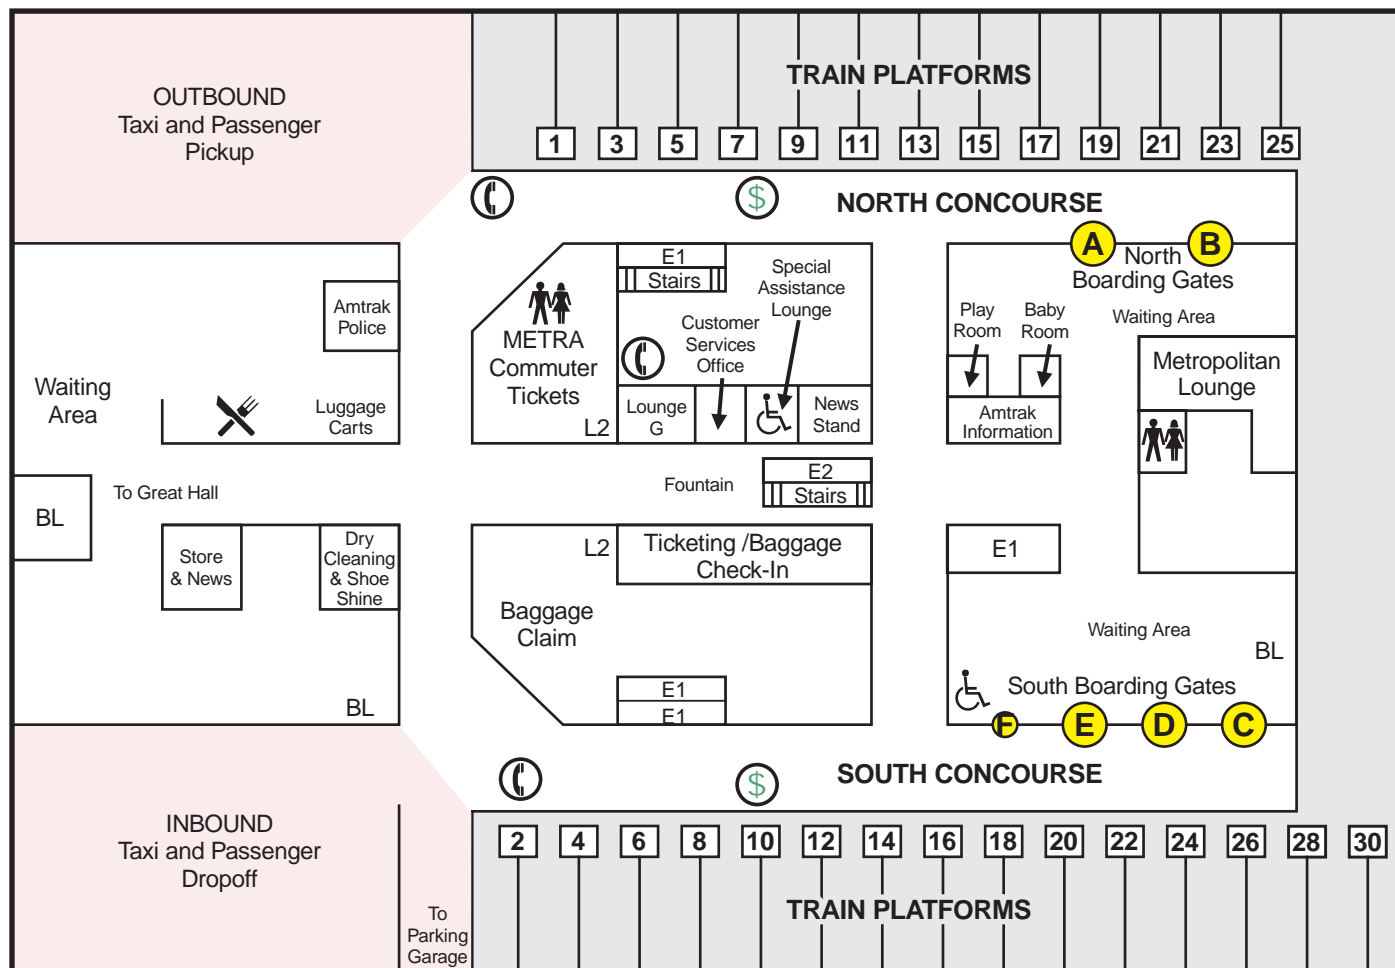 TRAIN PLATFORMS
OUTBOUND
Taxi and Passenger
Pickup
1 3 5 7 9 11 13 15 17 19 21 23 25
$
NORTH CONCOURSE
A B
North
Boarding Gates
E1
Stairs
Special
Assistance
Lounge
Amtrak
Police
METRA
Commuter
Tickets
Customer
Services
Office
Play
Room
Baby
Room
Waiting Area
Metropolitan
Lounge
Waiting
Area
Luggage
Carts
L2
Lounge
G
News
Stand
Amtrak
Information
E2
Stairs
Fountain
To Great Hall
BL
Store
& News
Dry
Cleaning
& Shoe
Shine
L2
Ticketing /Baggage
Check-In
E1
Baggage
Claim
Waiting Area
BL
E1
E1
BL
South Boarding Gates
F E D C
$
SOUTH CONCOURSE
INBOUND
Taxi and Passenger
Dropoff
2 4 6 8 10 12 14 16 18 20 22 24 26 28 30
TRAIN PLATFORMS
To
Parking
Garage